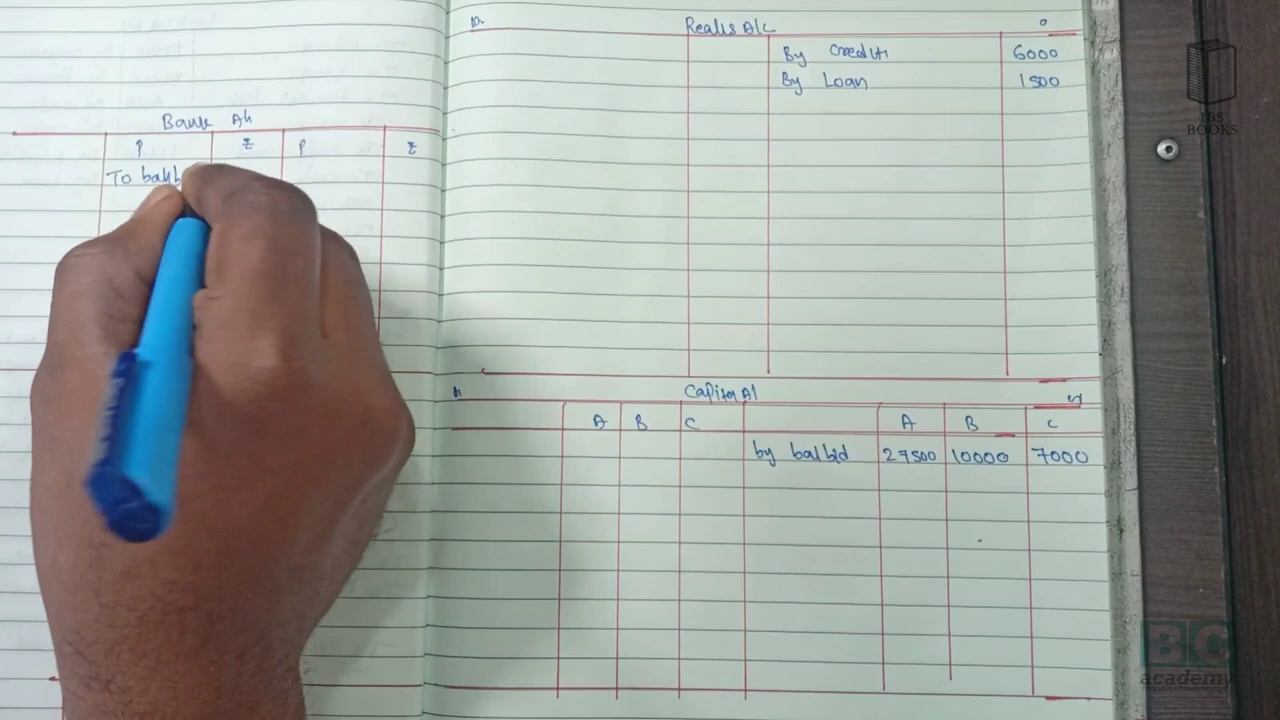 Bank A/c
P ₹ P ₹
To bal b
Realis A/c
By Credit
6000
By Loan
1500
Capital A/
A B C A B C
by bal b/d 27500 10000 7000
IBS
BOOKS
BC
academy